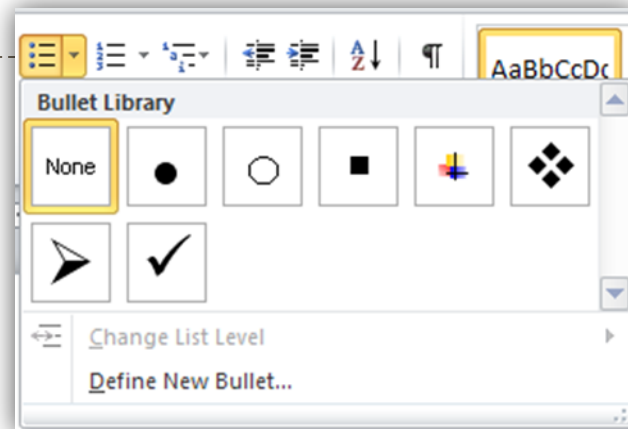 AaBbCcDc
Bullet Library
None
Change List Level
Define New Bullet...